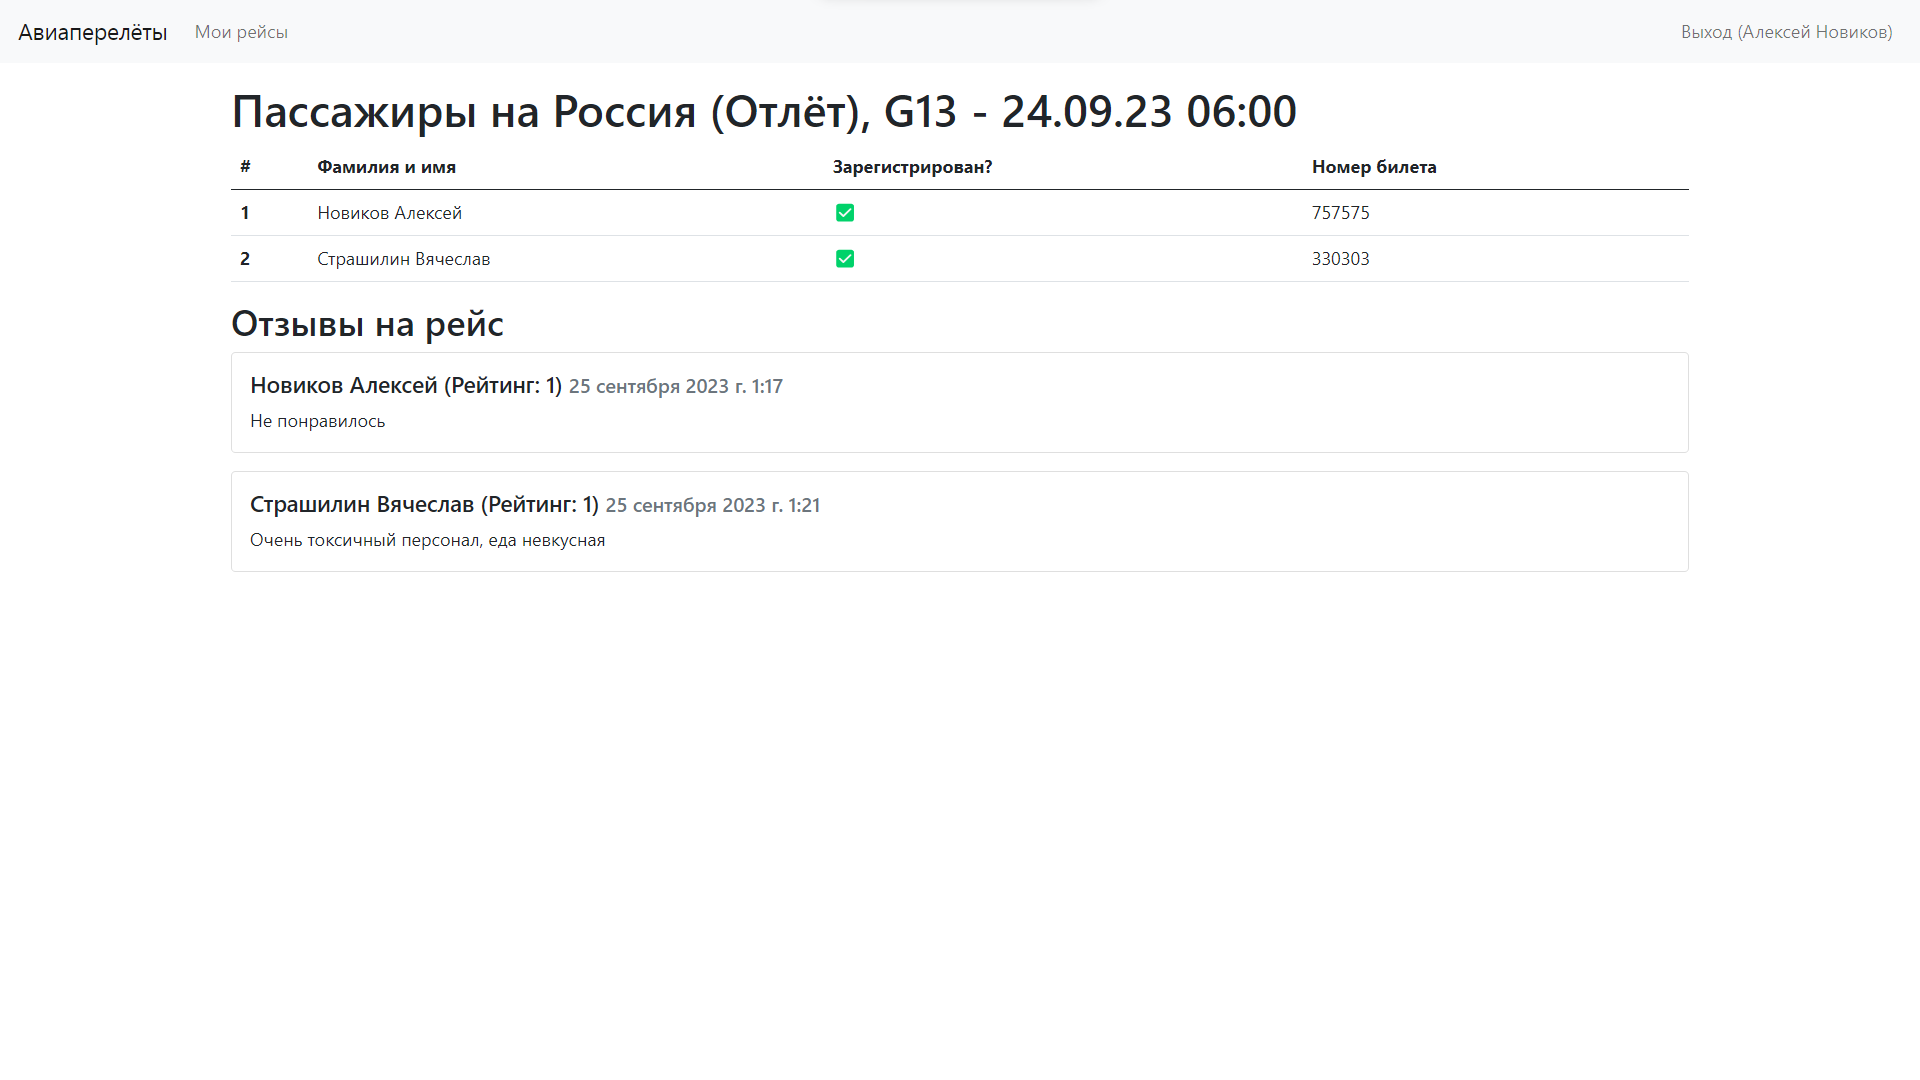 Авиаперелёты Мои рейсы Выход (Алексей Новиков)
Пассажиры на Россия (Отлёт), G13 - 24.09.23 06:00
# Фамилия и имя Зарегистрирован? Номер билета
1 Новиков Алексей 757575
2 Страшилин Вячеслав 330303
Отзывы на рейс
Новиков Алексей (Рейтинг: 1) 25 сентября 2023 г. 1:17
Не понравилось
Страшилин Вячеслав (Рейтинг: 1) 25 сентября 2023 г. 1:21
Очень токсичный персонал, еда невкусная